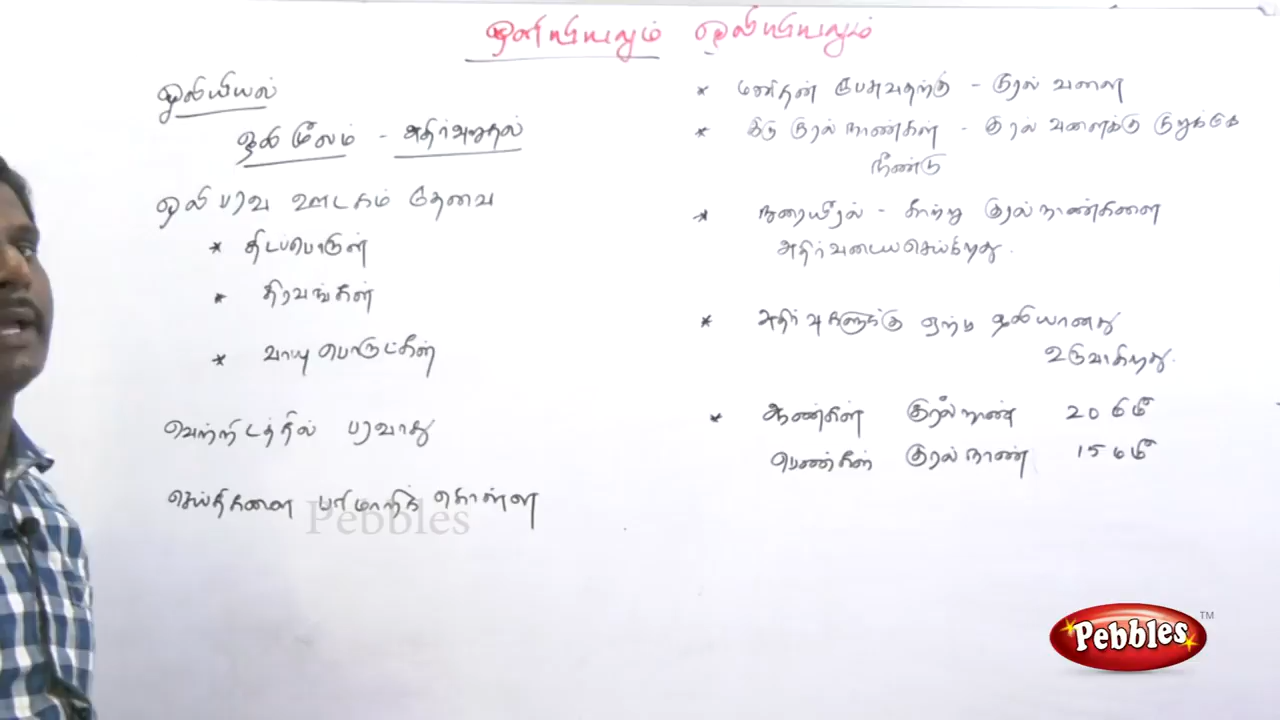 ஒளியியலும் ஒலியியலும்
ஒலியியல்
ஒலி மூலம் - அதிர்வுறுதல்
ஒலி பரவ ஊடகம் தேவை
* திடப்பொருள்
* திரவங்கள்
* வாயு பொருட்கள்
வெற்றிடத்தில் பரவாது
செய்திகளை பரிமாறிக் கொள்ள
* மனிதன் பேசுவதற்கு - குரல் வளை
* இரு குரல் நாண்கள் - குரல் வளைக்கு குறுக்கே
நீண்டு
* நுரையீரல் - காற்று குரல் நாண்களை
அதிர்வடைய செய்கிறது.
* அதிர்வுகளுக்கு ஏற்ப ஒலியானது
உருவாகிறது.
* ஆண்கள் குரல் நாண் 20 மிமீ
பெண்கள் குரல் நாண் 15 மிமீ
Pebbles
Pebbles TM